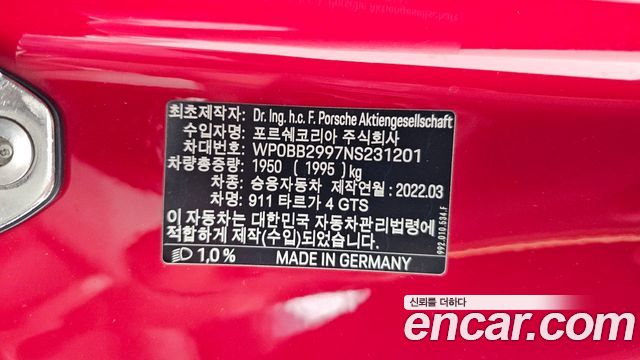 최초제작자: Dr. Ing. h.c. F. Porsche Aktiengesellschaft
수입자명: 포르쉐코리아 주식회사
차대번호: WP0BB2997NS231201
차량총중량: 1950 ( 1995 ) kg
차종: 승용자동차 제작연월: 2022.03
차명: 911 타르가 4 GTS
이 자동차는 대한민국 자동차관리법령에
적합하게 제작(수입)되었습니다.
1,0 % MADE IN GERMANY
992.010.534.F
신뢰를 더하다
encar.com